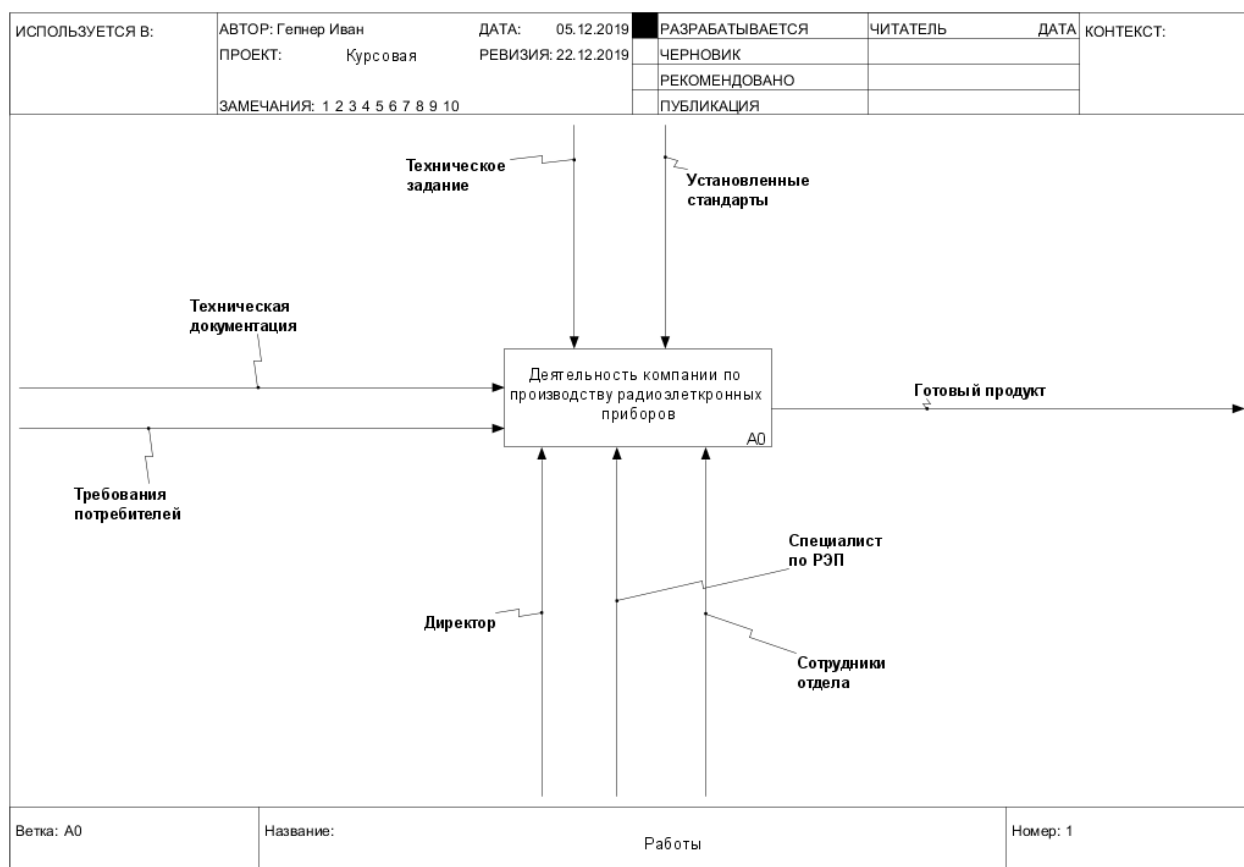 ИСПОЛЬЗУЕТСЯ В:
АВТОР: Гепнер Иван
ДАТА: 05.12.2019
РАЗРАБАТЫВАЕТСЯ
ЧИТАТЕЛЬ
ДАТА
КОНТЕКСТ:
ПРОЕКТ: Курсовая
РЕВИЗИЯ: 22.12.2019
ЧЕРНОВИК
РЕКОМЕНДОВАНО
ЗАМЕЧАНИЯ: 1 2 3 4 5 6 7 8 9 10
ПУБЛИКАЦИЯ
Техническое
задание
Установленные
стандарты
Техническая
документация
Деятельность компании по
производству радиоэлеткронных
приборов
A0
Готовый продукт
Требования
потребителей
Специалист
по РЭП
Директор
Сотрудники
отдела
Ветка: A0
Название:
Работы
Номер: 1